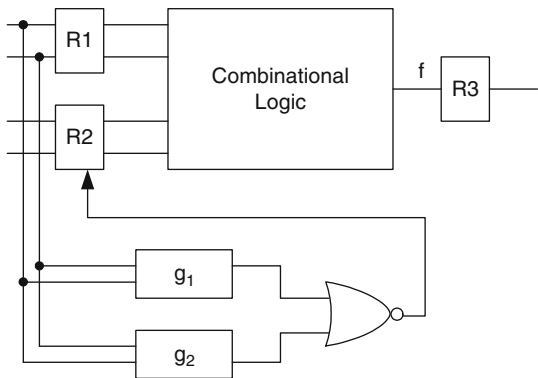 R1
Combinational
Logic
f
R3
R2
g₁
g₂